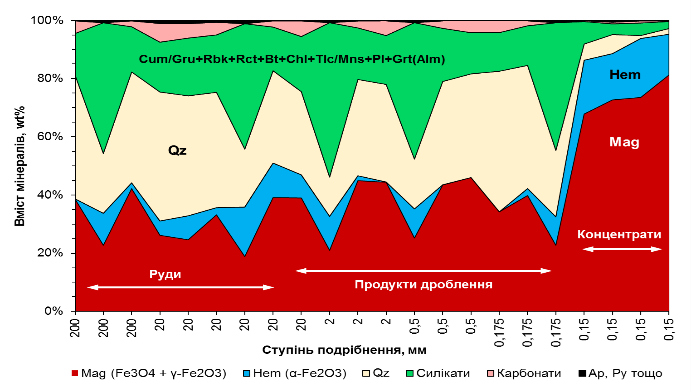 100%
80%
60%
40%
20%
0%
Вміст мінералів, wt%
Cum/Gru+Rbk+Rct+Bt+Chl+Tlc/Mns+Pl+Grt(Alm)
Qz
Hem
Mag
Руди
Продукти дроблення
Концентрати
200
200
200
20
20
20
20
20
20
2
2
2
0,5
0,5
0,5
0,175
0,175
0,175
0,15
0,15
0,15
0,15
Ступінь подрібнення, мм
Mag (Fe3O4 + γ-Fe2O3) Hem (α-Fe2O3) Qz Силікати Карбонати Ap, Py тощо